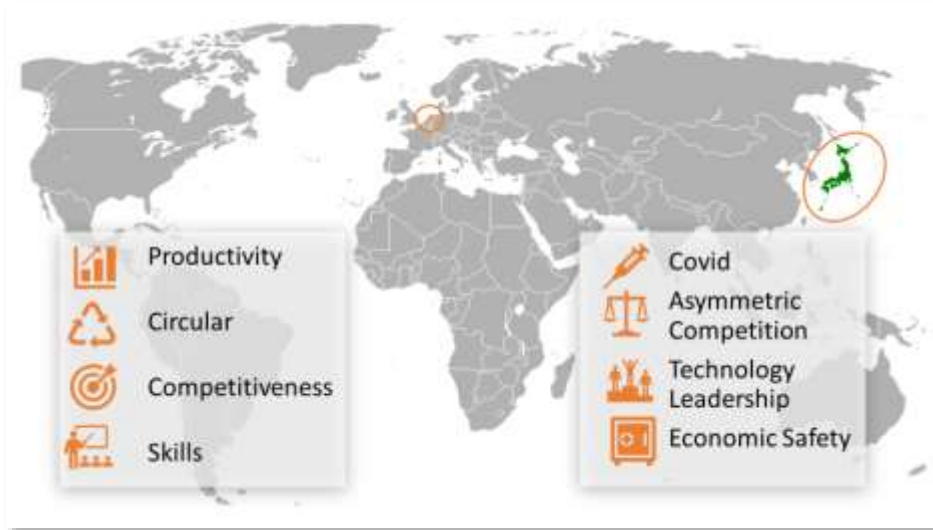 Productivity
Circular
Competitiveness
Skills
Covid
Asymmetric
Competition
Technology
Leadership
Economic Safety